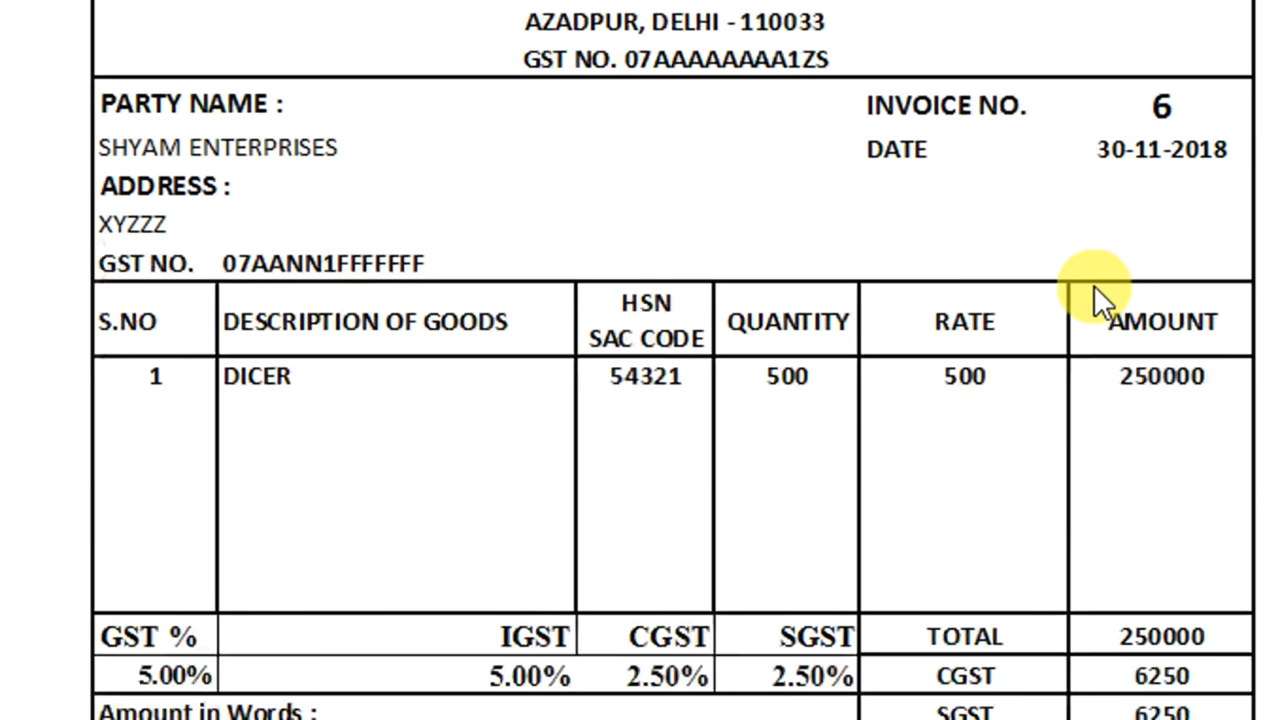 AZADPUR, DELHI - 110033
GST NO. 07AAAAAAAA1ZS
PARTY NAME :
INVOICE NO. 6
SHYAM ENTERPRISES
DATE 30-11-2018
ADDRESS :
XYZZZ
GST NO. 07AANN1FFFFFFF
S.NO DESCRIPTION OF GOODS HSN SAC CODE QUANTITY RATE AMOUNT
1 DICER 54321 500 500 250000
GST % IGST CGST SGST TOTAL 250000
5.00% 5.00% 2.50% 2.50% CGST 6250
Amount in Words : SGST 6250